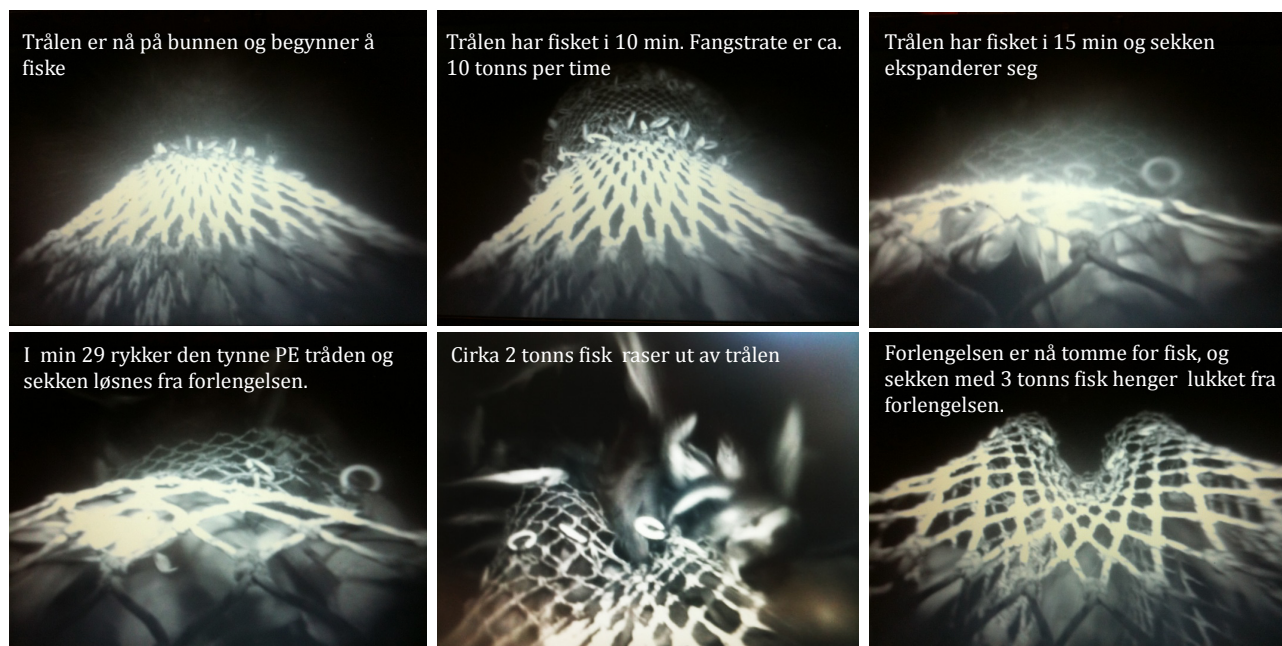 Trålen er nå på bunnen og begynner å
fiske
Trålen har fisket i 10 min. Fangstrate er ca.
10 tonns per time
Trålen har fisket i 15 min og sekken
ekspanderer seg
I  min 29 rykker den tynne PE tråden og
sekken løsnes fra forlengelsen.
Cirka 2 tonns fisk  raser ut av trålen
Forlengelsen er nå tomme for fisk, og
sekken med 3 tonns fisk henger  lukket fra
forlengelsen.